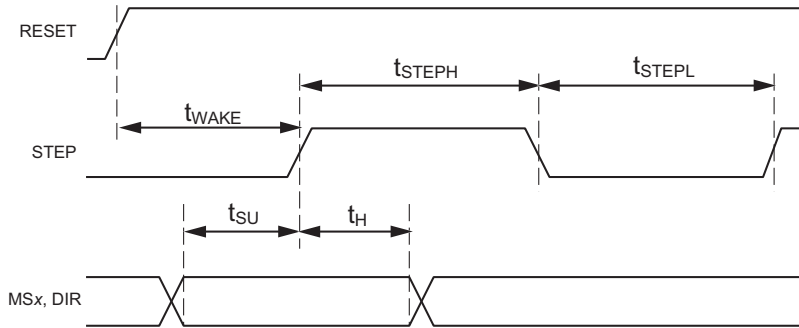 RESET
tSTEPH
tSTEPL
tWAKE
STEP
tSU
tH
MSx, DIR